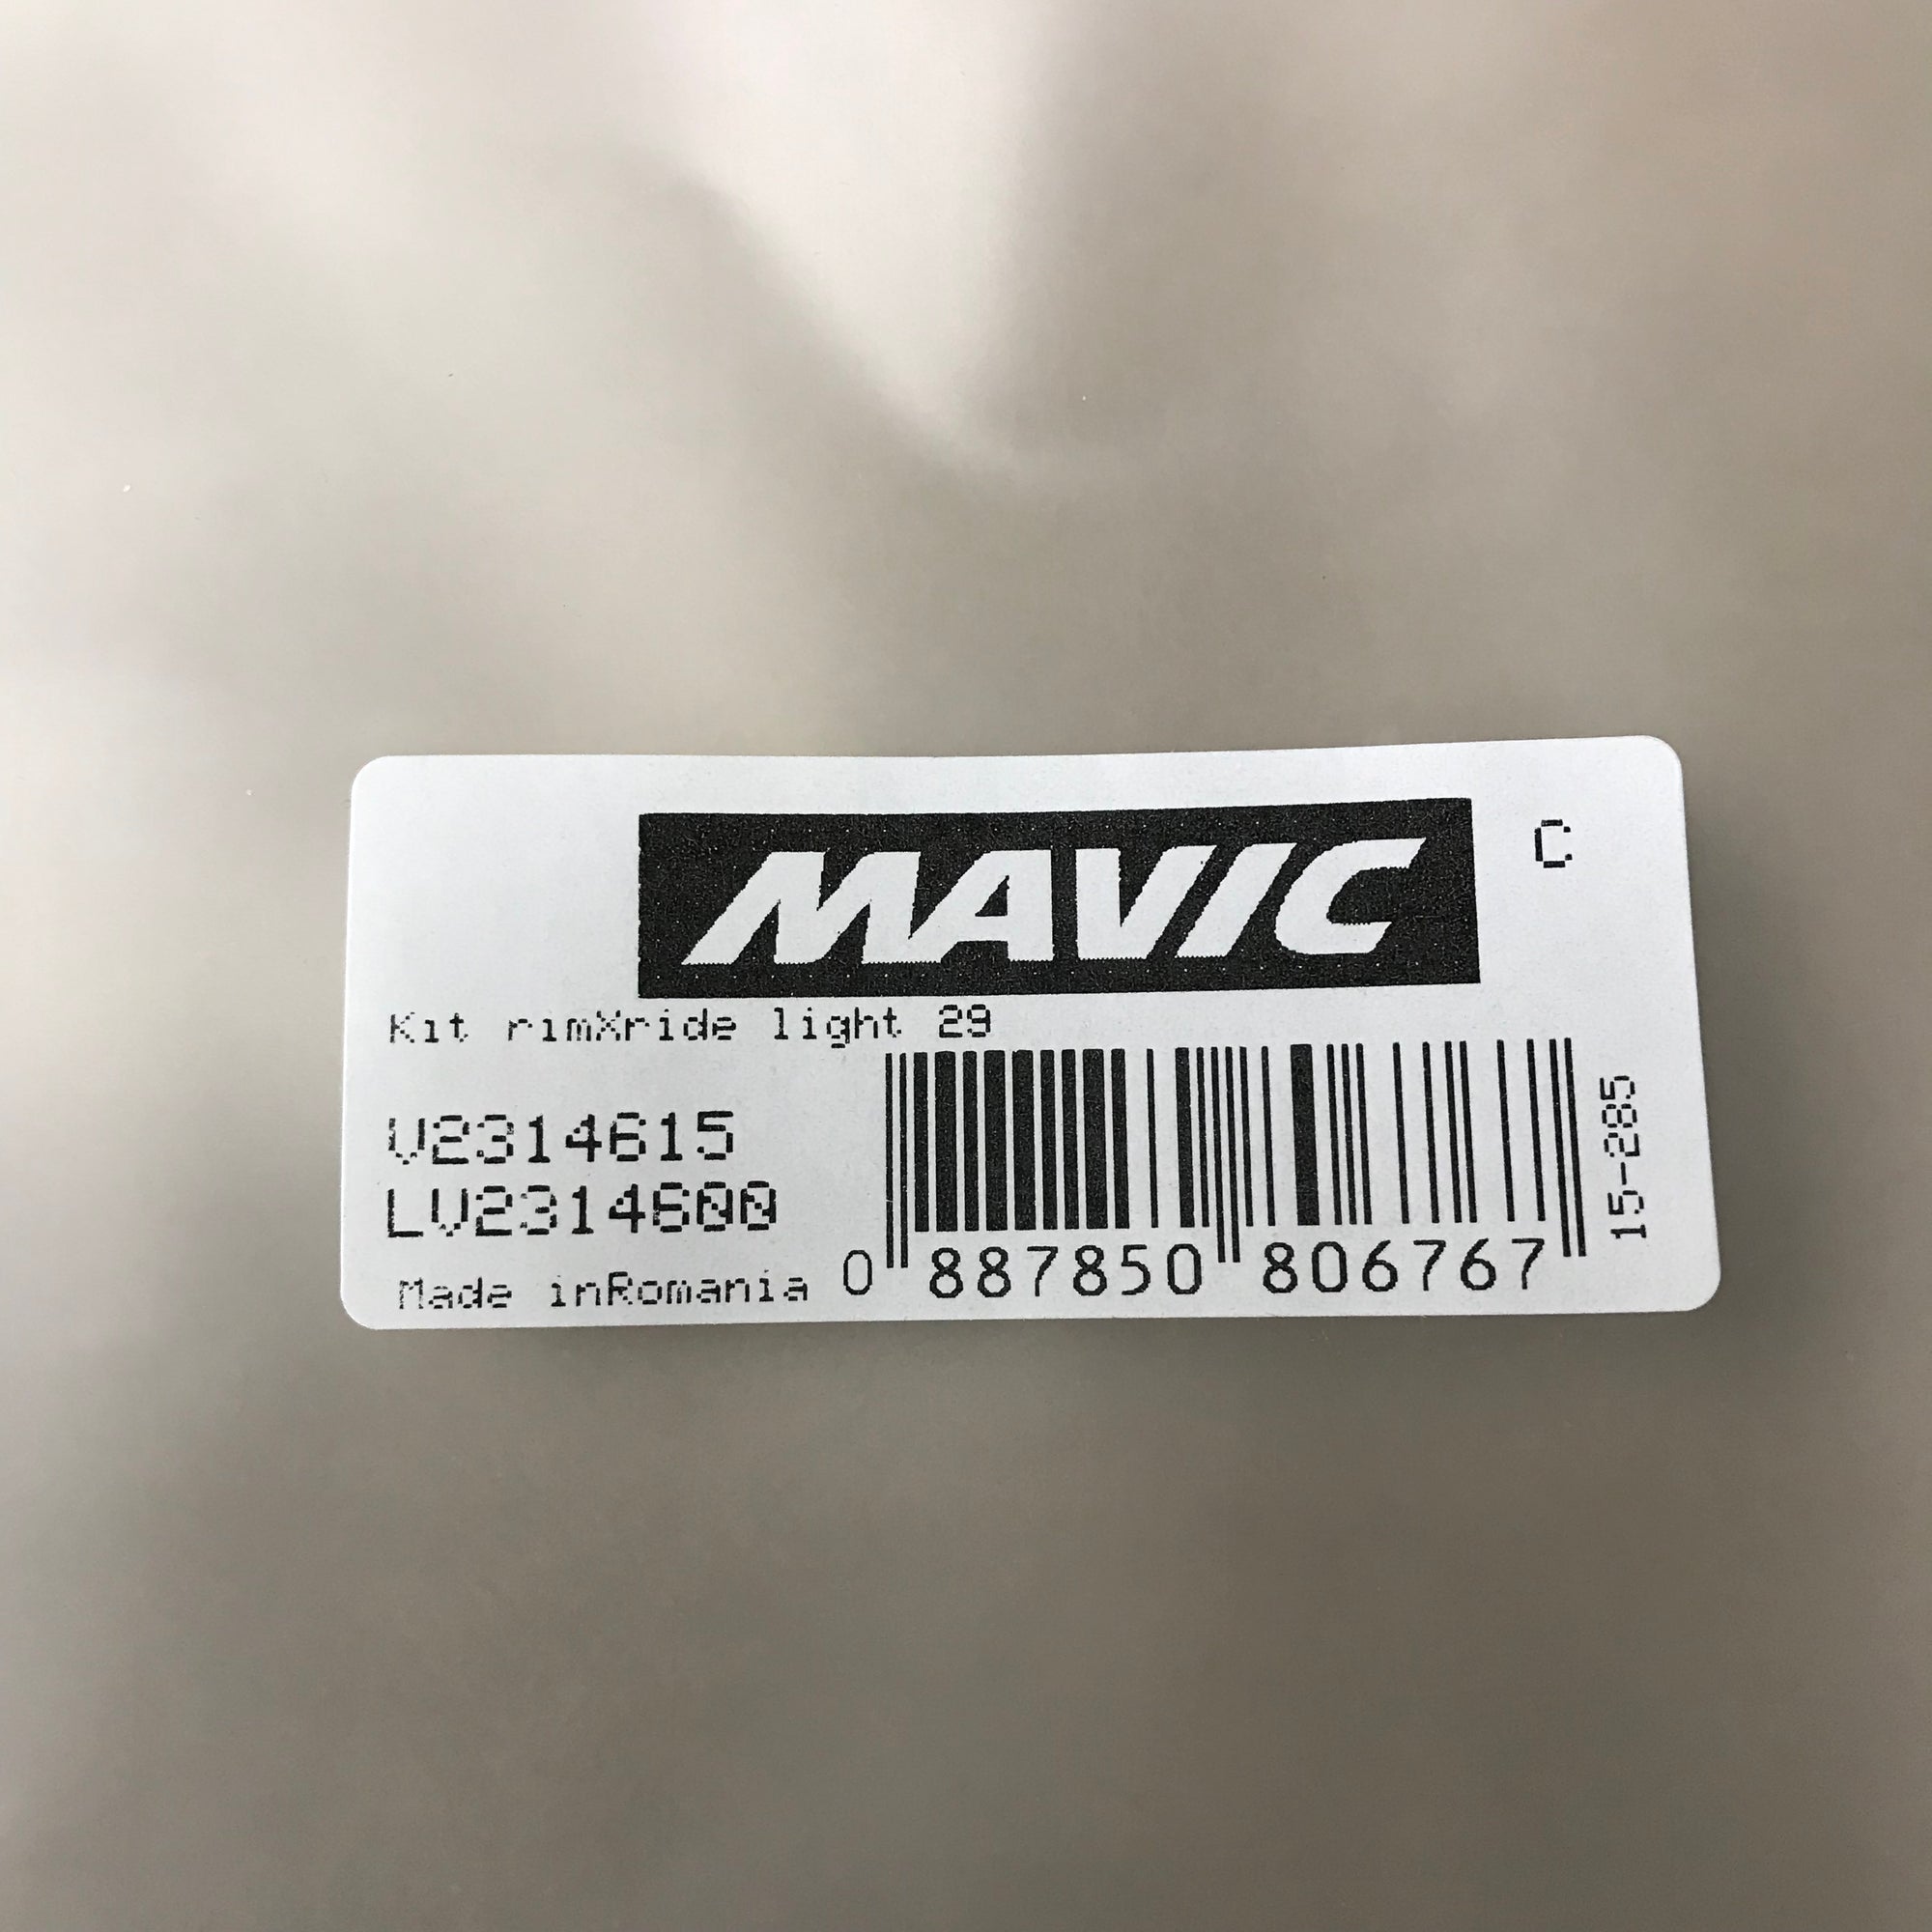 MAVIC C
Kit rimXride light 29
V2314615
LV2314600
Made inRomania
0 887850 806767
15-285